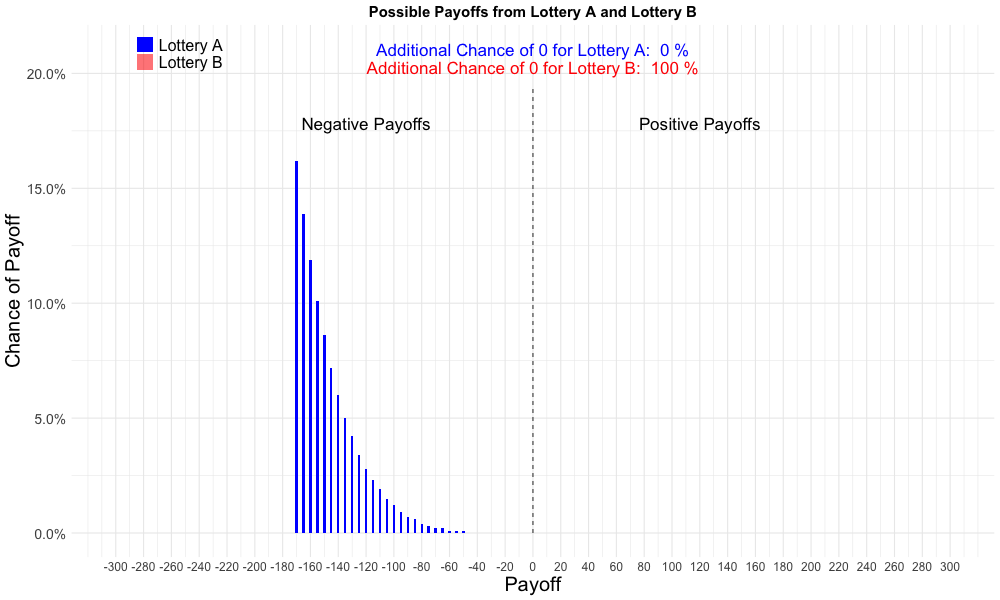 Possible Payoffs from Lottery A and Lottery B
Lottery A
Lottery B
Additional Chance of 0 for Lottery A:  0 %
Additional Chance of 0 for Lottery B:  100 %
Negative Payoffs
Positive Payoffs
Chance of Payoff
20.0%
15.0%
10.0%
5.0%
0.0%
-300 -280 -260 -240 -220 -200 -180 -160 -140 -120 -100 -80 -60 -40 -20 0 20 40 60 80 100 120 140 160 180 200 220 240 260 280 300
Payoff